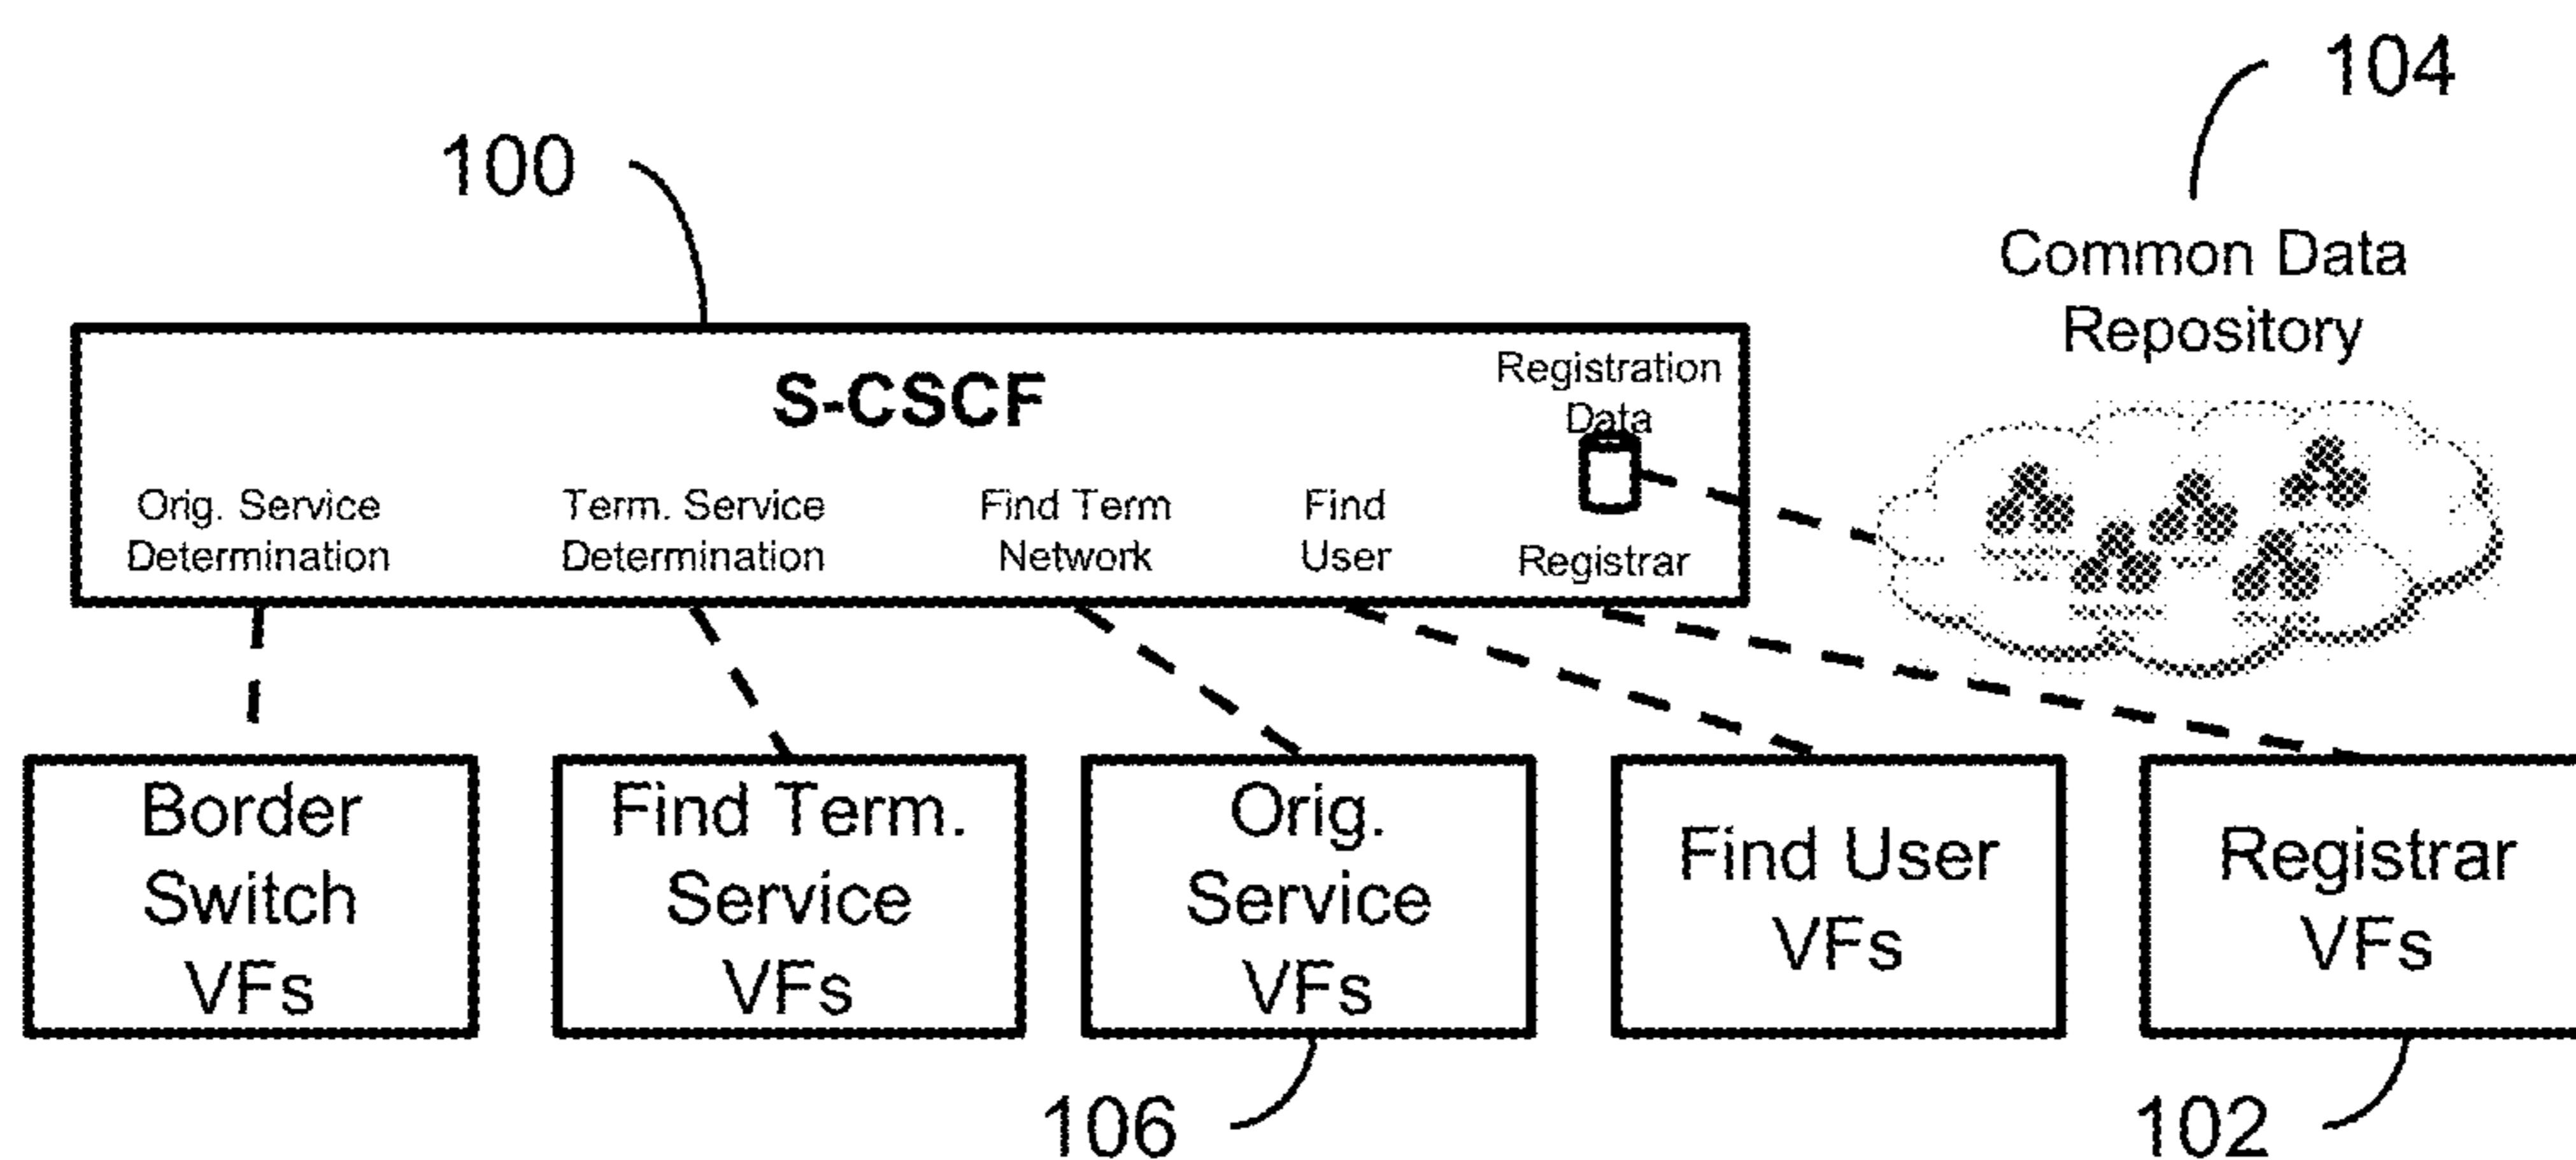 104
100
Common Data
Repository
S-CSCF
Registration
Data
Orig. Service
Determination
Term. Service
Determination
Find Term
Network
Find
User
Registrar
Border
Switch
VFs
Find Term.
Service
VFs
Orig.
Service
VFs
Find User
VFs
Registrar
VFs
106
102